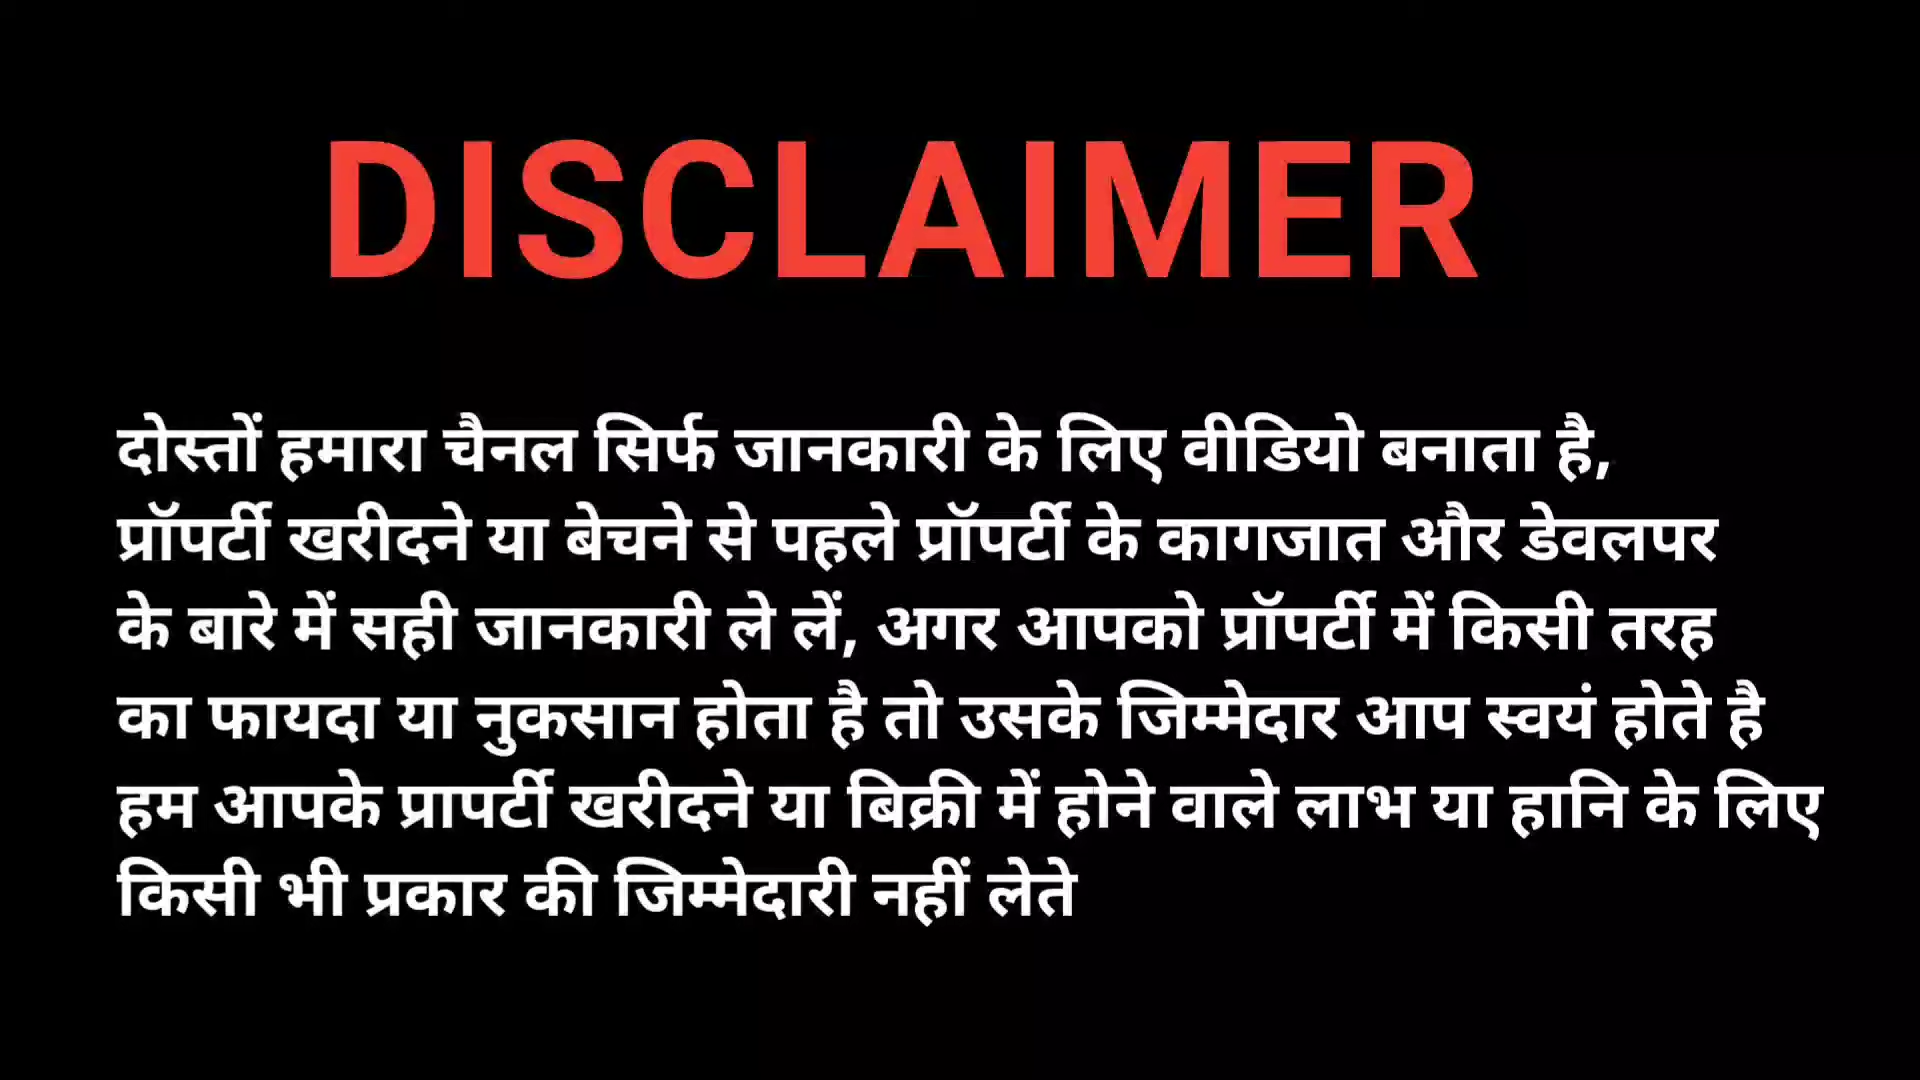 DISCLAIMER
दोस्तों हमारा चैनल सिर्फ जानकारी के लिए वीडियो बनाता है,
प्रॉपर्टी खरीदने या बेचने से पहले प्रॉपर्टी के कागजात और डेवलपर
के बारे में सही जानकारी ले लें, अगर आपको प्रॉपर्टी में किसी तरह
का फायदा या नुकसान होता है तो उसके जिम्मेदार आप स्वयं होते है
हम आपके प्रापर्टी खरीदने या बिक्री में होने वाले लाभ या हानि के लिए
किसी भी प्रकार की जिम्मेदारी नहीं लेते